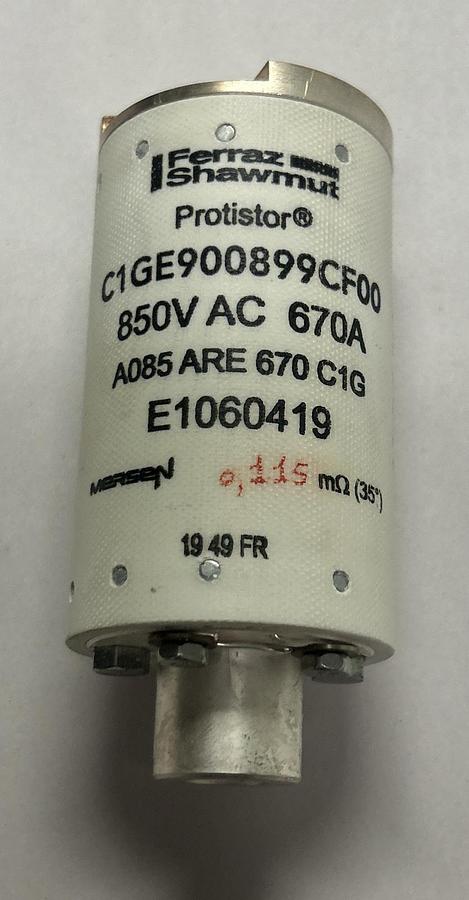 Ferraz
Shawmut
Protistor®
C1GE900899CF00
850V AC 670A
A085 ARE 670 C1G
E1060419
MERSEN 0,115 mΩ (35°)
19 49 FR